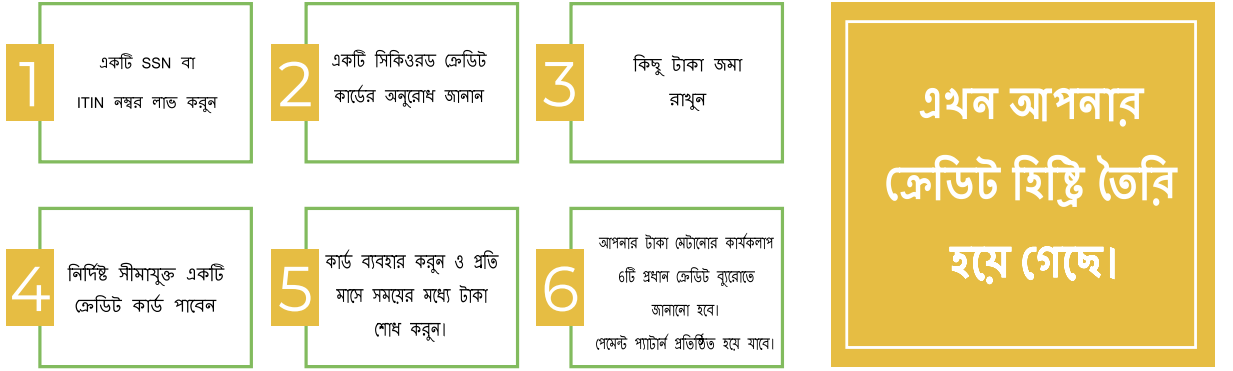 1
একটি SSN বা
ITIN নম্বর লাভ করুন
2
একটি সিকিওরড ক্রেডিট
কার্ডের অনুরোধ জানান
3
কিছু টাকা জমা
রাখুন
4
নির্দিষ্ট সীমাযুক্ত একটি
ক্রেডিট কার্ড পাবেন
5
কার্ড ব্যবহার করুন ও প্রতি
মাসে সময়ের মধ্যে টাকা
শোধ করুন।
6
আপনার টাকা মেটানোর কার্যকলাপ
6টি প্রধান ক্রেডিট ব্যুরোতে
জানানো হবে।
পেমেন্ট প্যাটার্ন প্রতিষ্ঠিত হয়ে যাবে।
এখন আপনার
ক্রেডিট হিষ্ট্রি তৈরি
হয়ে গেছে।